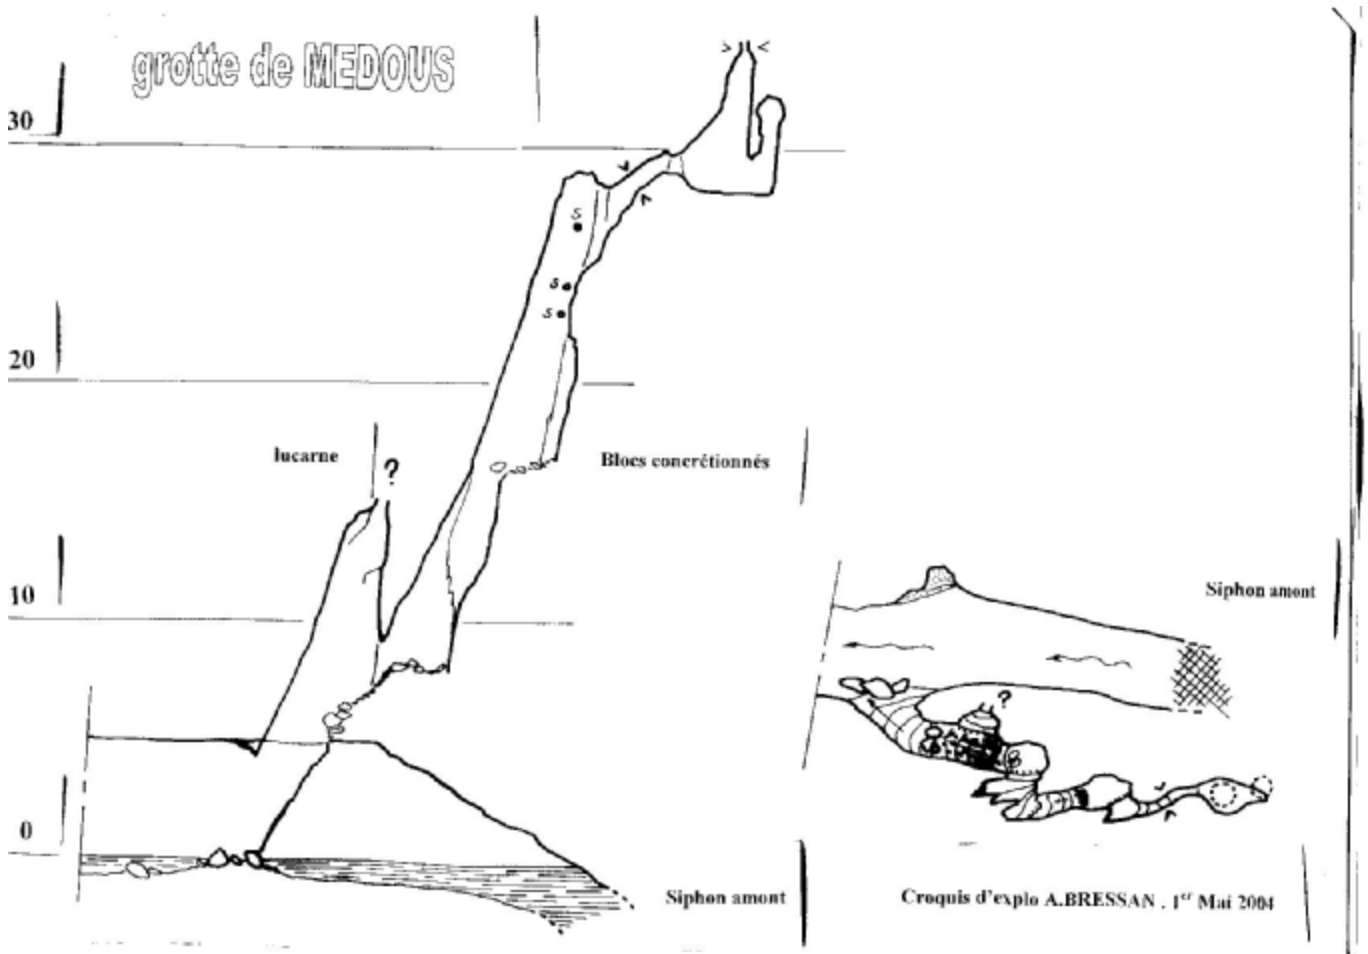 grotte de MEDOUS
30
S
S
S
20
lucarne
?
Blocs concrétionnés
10
Siphon amont
?
0
Siphon amont
Croquis d'explo A.BRESSAN . 1er Mai 2004